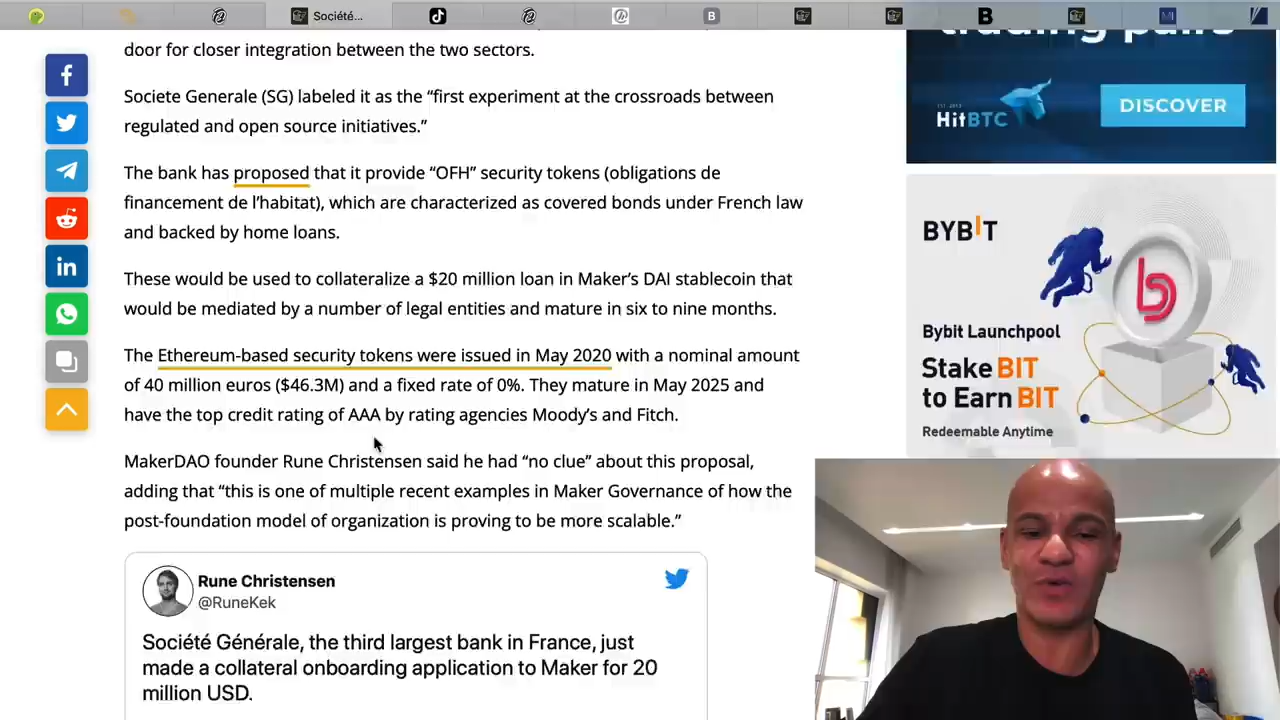 Société...
door for closer integration between the two sectors.
Societe Generale (SG) labeled it as the “first experiment at the crossroads between
regulated and open source initiatives.”
The bank has proposed that it provide “OFH” security tokens (obligations de
financement de l’habitat), which are characterized as covered bonds under French law
and backed by home loans.
These would be used to collateralize a $20 million loan in Maker’s DAI stablecoin that
would be mediated by a number of legal entities and mature in six to nine months.
The Ethereum-based security tokens were issued in May 2020 with a nominal amount
of 40 million euros ($46.3M) and a fixed rate of 0%. They mature in May 2025 and
have the top credit rating of AAA by rating agencies Moody’s and Fitch.
MakerDAO founder Rune Christensen said he had “no clue” about this proposal,
adding that “this is one of multiple recent examples in Maker Governance of how the
post-foundation model of organization is proving to be more scalable.”
Rune Christensen
@RuneKek
Société Générale, the third largest bank in France, just
made a collateral onboarding application to Maker for 20
million USD.
trading pairs
HitBTC
DISCOVER
BYBIT
Bybit Launchpool
Stake BIT
to Earn BIT
Redeemable Anytime